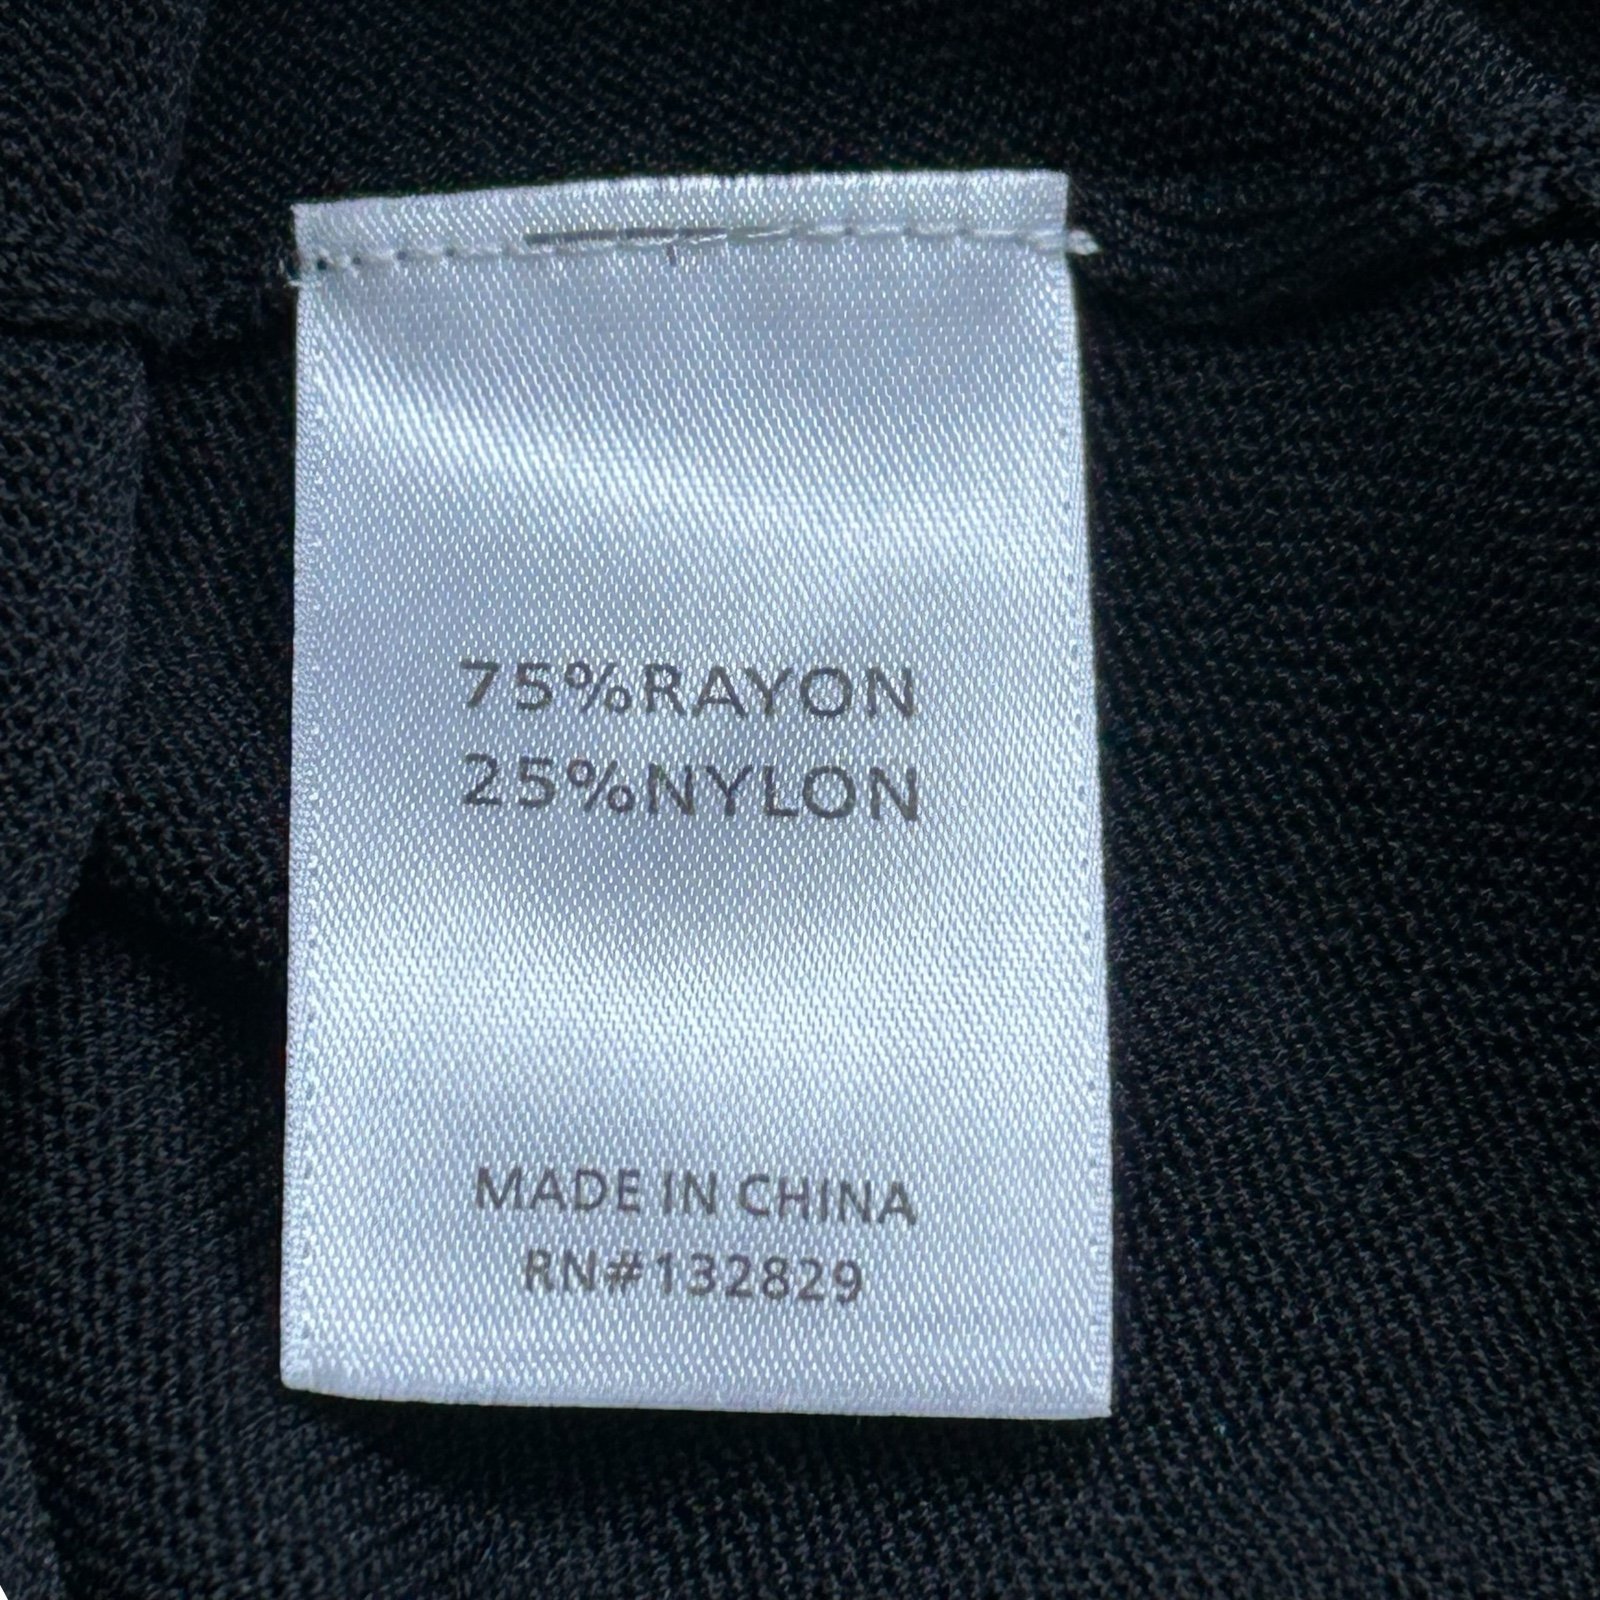 75%RAYON
25%NYLON
MADE IN CHINA
RN#132829